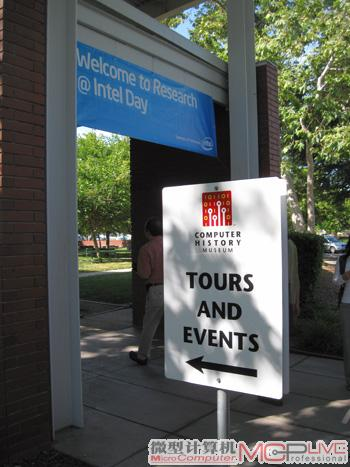 Welcome to Research
@ Intel Day
intel
COMPUTER
HISTORY
MUSEUM
TOURS
AND
EVENTS
微型计算机
MicroComputer
MCPLIVE
Professional